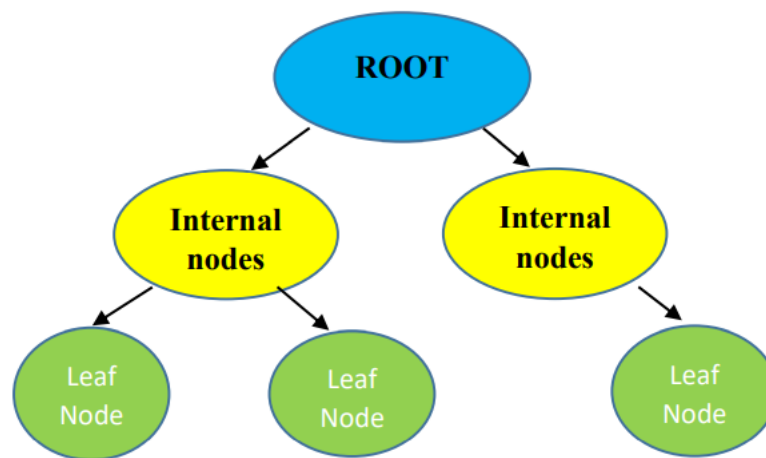 ROOT
Internal
nodes
Internal
nodes
Leaf
Node
Leaf
Node
Leaf
Node